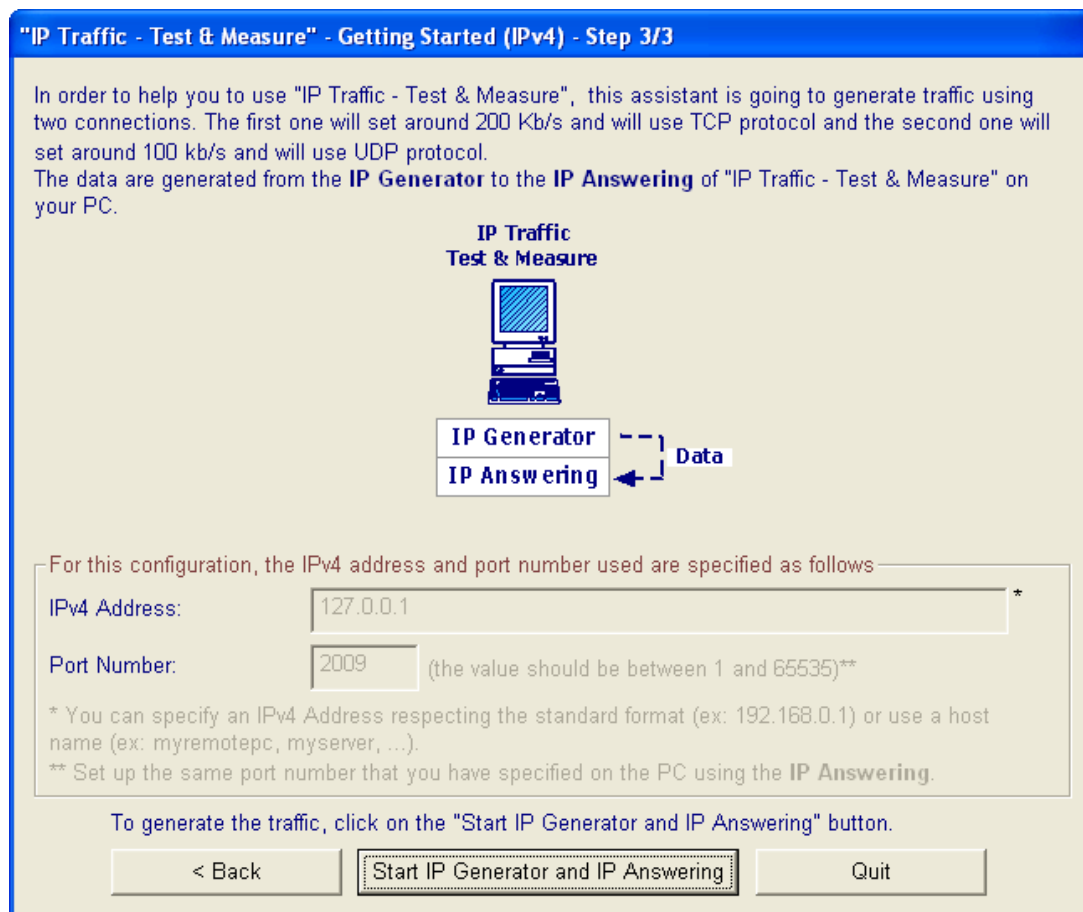 "IP Traffic - Test & Measure" - Getting Started (IPv4) - Step 3/3
In order to help you to use "IP Traffic - Test & Measure", this assistant is going to generate traffic using
two connections. The first one will set around 200 Kb/s and will use TCP protocol and the second one will
set around 100 kb/s and will use UDP protocol.
The data are generated from the IP Generator to the IP Answering of "IP Traffic - Test & Measure" on
your PC.
IP Traffic
Test & Measure
IP Generator
Data
IP Answering
For this configuration, the IPv4 address and port number used are specified as follows
IPv4 Address: 127.0.0.1 *
Port Number: 2009 (the value should be between 1 and 65535)**
* You can specify an IPv4 Address respecting the standard format (ex: 192.168.0.1) or use a host
name (ex: myremotepc, myserver, ...).
** Set up the same port number that you have specified on the PC using the IP Answering.
To generate the traffic, click on the "Start IP Generator and IP Answering" button.
< Back Start IP Generator and IP Answering Quit